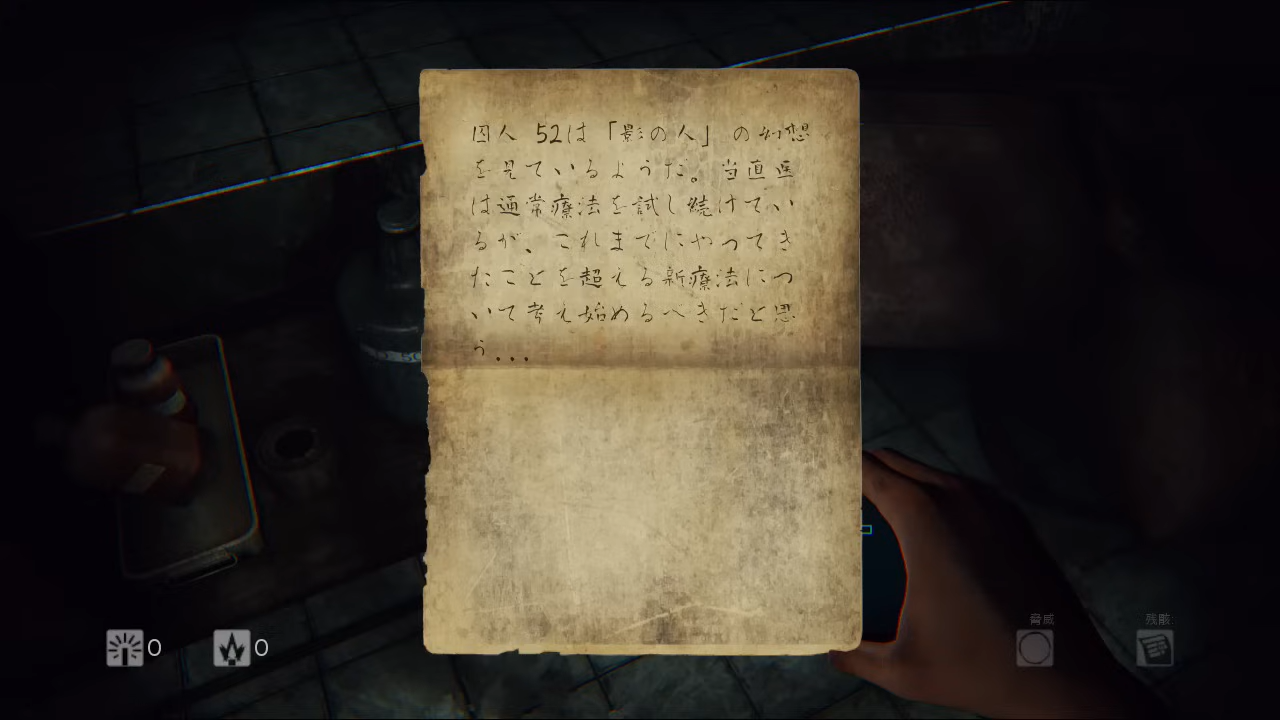 囚人 52は「影の人」の幻想
を見ているようだ。当直医
は通常療法を試し続けてい
るが、これまでにやってき
たことを超える新療法につ
いて考え始めるべきだと思
う...
0
0
脅威
残骸